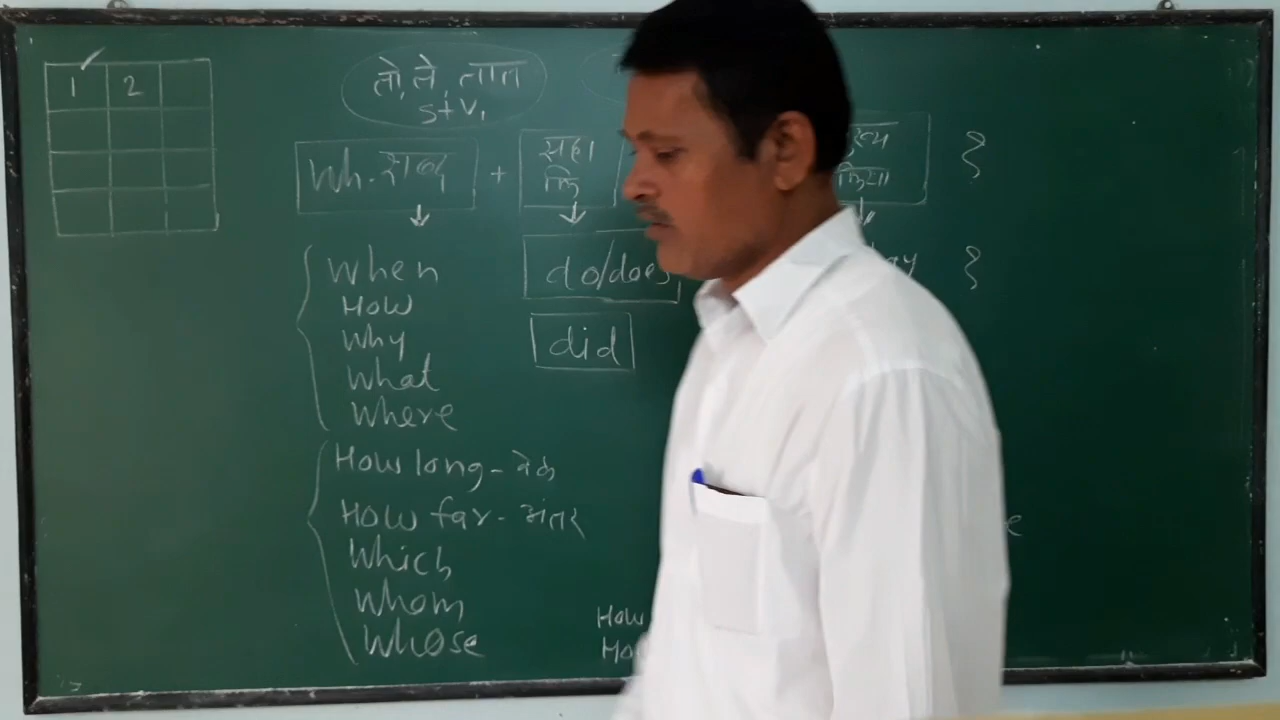 1 2
तो, ते, तात
S+V₁
Wh. शब्द + सहा
क्रि
क्रिया
do/does,
did
When
How
Why
What
Where
How long - वेळ
How far - अंतर
Which
Whom
Whose
How